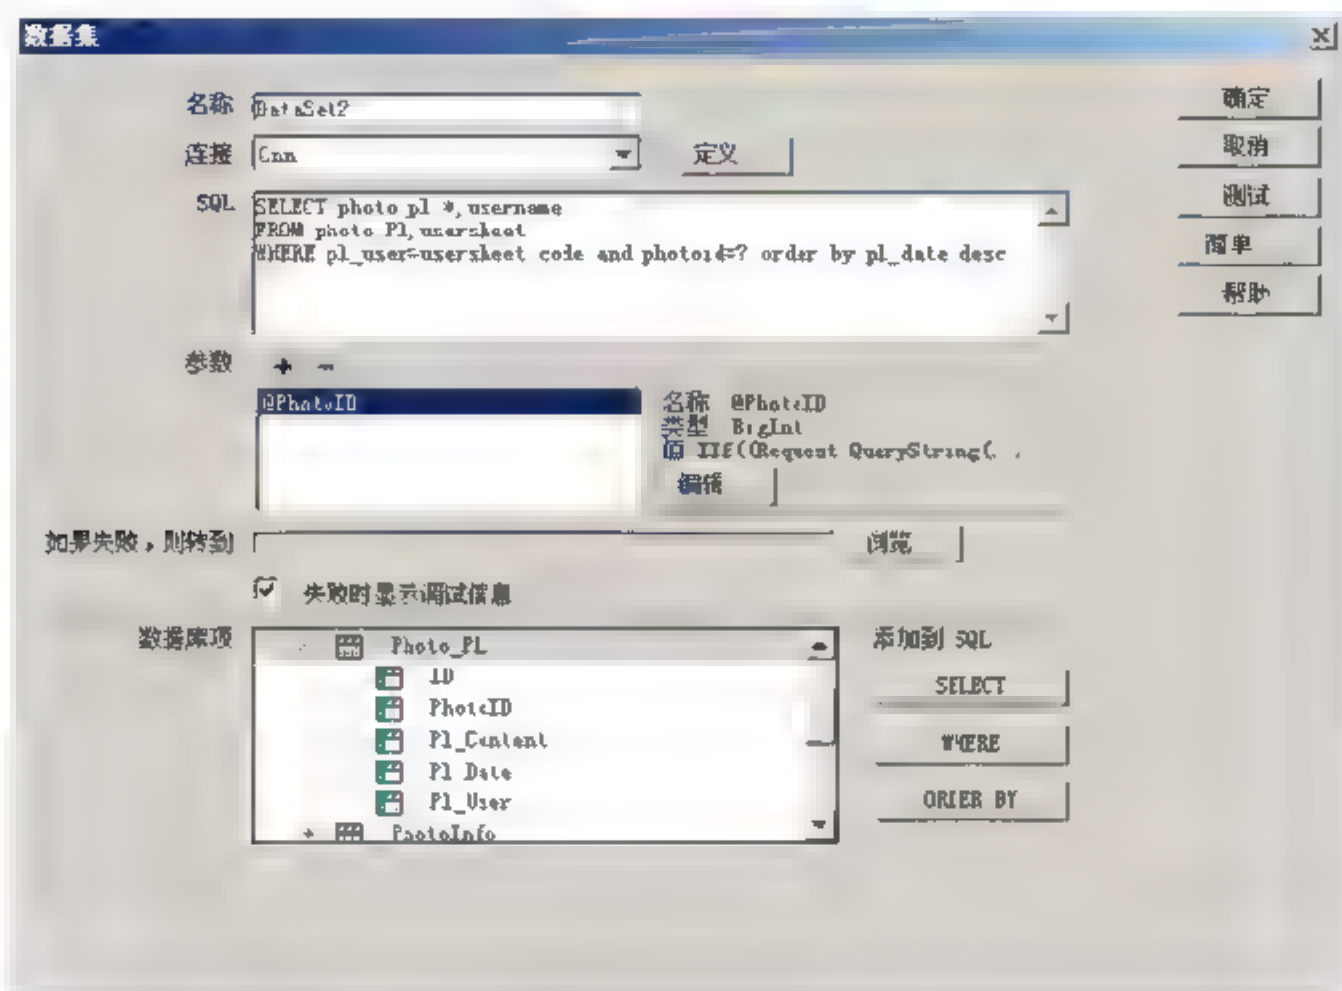 数据集
名称 DataSet2
确定
连接 Cnn 定义
取消
SQL SELECT photo_pl.*,username
FROM photo_Pl,usersheet
WHERE pl_user=usersheet.code and photoid=? order by pl_date desc
测试
简单
帮助
参数 + -
@PhotoID
名称 @PhotoID
类型 BigInt
值 IIf((Request.QueryString(. .
编辑
如果失败，则转到 浏览
失败时显示调试信息
数据库项
Photo_PL
ID
PhotoID
Pl_Content
Pl_Date
Pl_User
+ PhotoInfo
添加到 SQL
SELECT
WHERE
ORDER BY